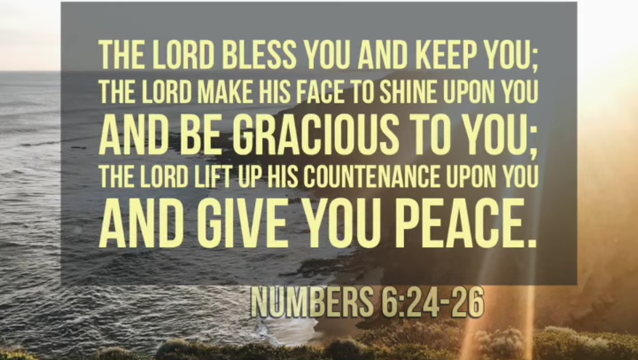 THE LORD BLESS YOU AND KEEP YOU;
THE LORD MAKE HIS FACE TO SHINE UPON YOU
AND BE GRACIOUS TO YOU;
THE LORD LIFT UP HIS COUNTENANCE UPON YOU
AND GIVE YOU PEACE.
NUMBERS 6:24-26